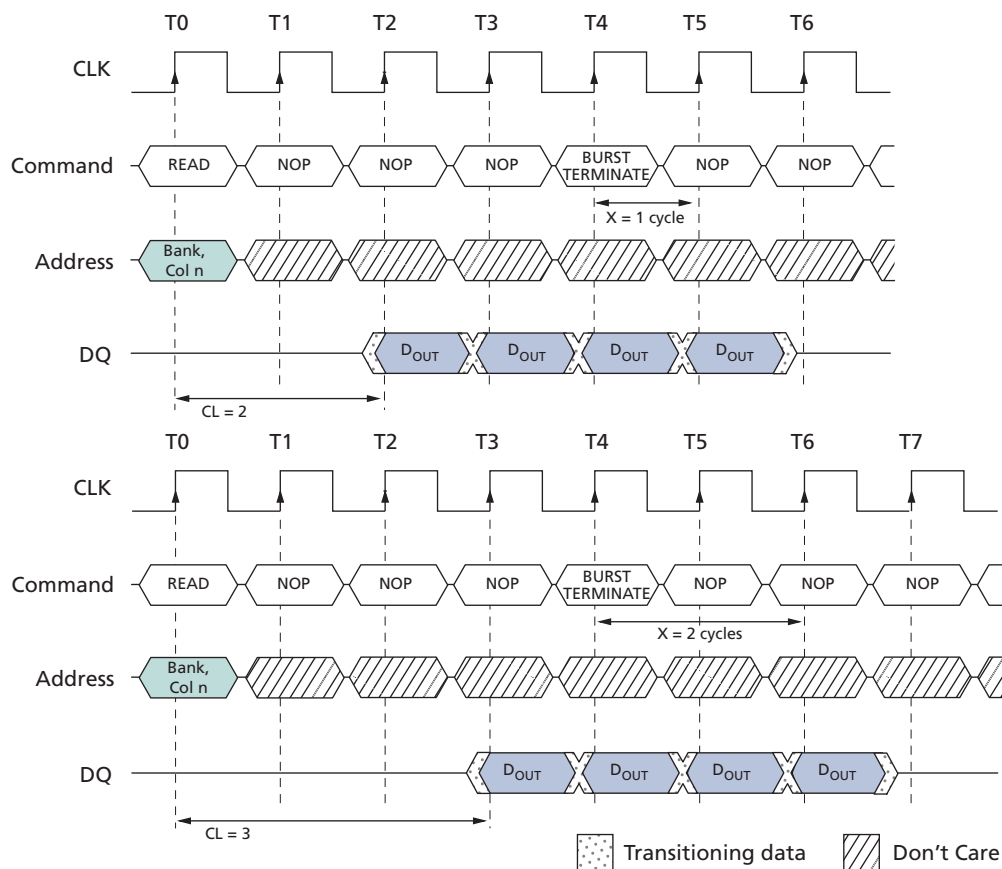 T0 T1 T2 T3 T4 T5 T6
CLK
Command READ NOP NOP NOP BURST TERMINATE NOP NOP
X = 1 cycle
Address Bank, Col n
DQ DOUT DOUT DOUT DOUT
CL = 2
T0 T1 T2 T3 T4 T5 T6 T7
CLK
Command READ NOP NOP NOP BURST TERMINATE NOP NOP NOP
X = 2 cycles
Address Bank, Col n
DQ DOUT DOUT DOUT DOUT
CL = 3
Transitioning data Don't Care